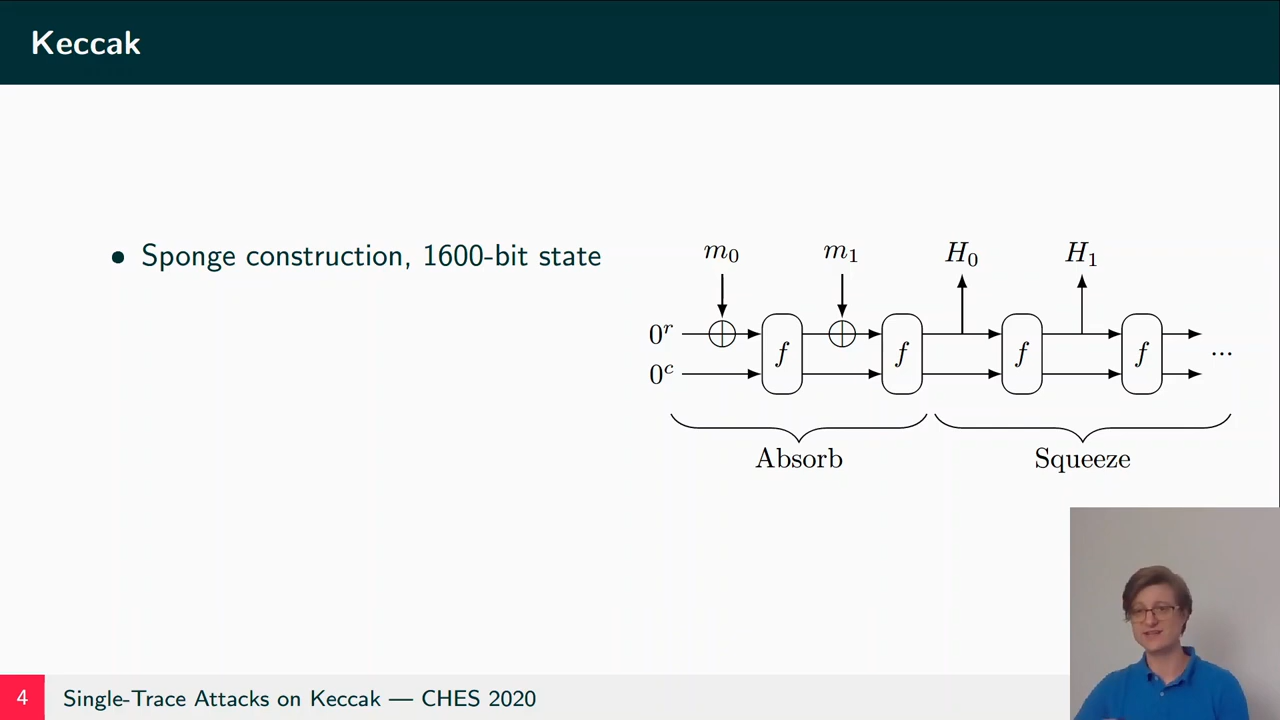 Keccak
• Sponge construction, 1600-bit state
m₀ m₁ H₀ H₁
0ʳ
f f f f ...
0ᶜ
Absorb Squeeze
4 Single-Trace Attacks on Keccak — CHES 2020